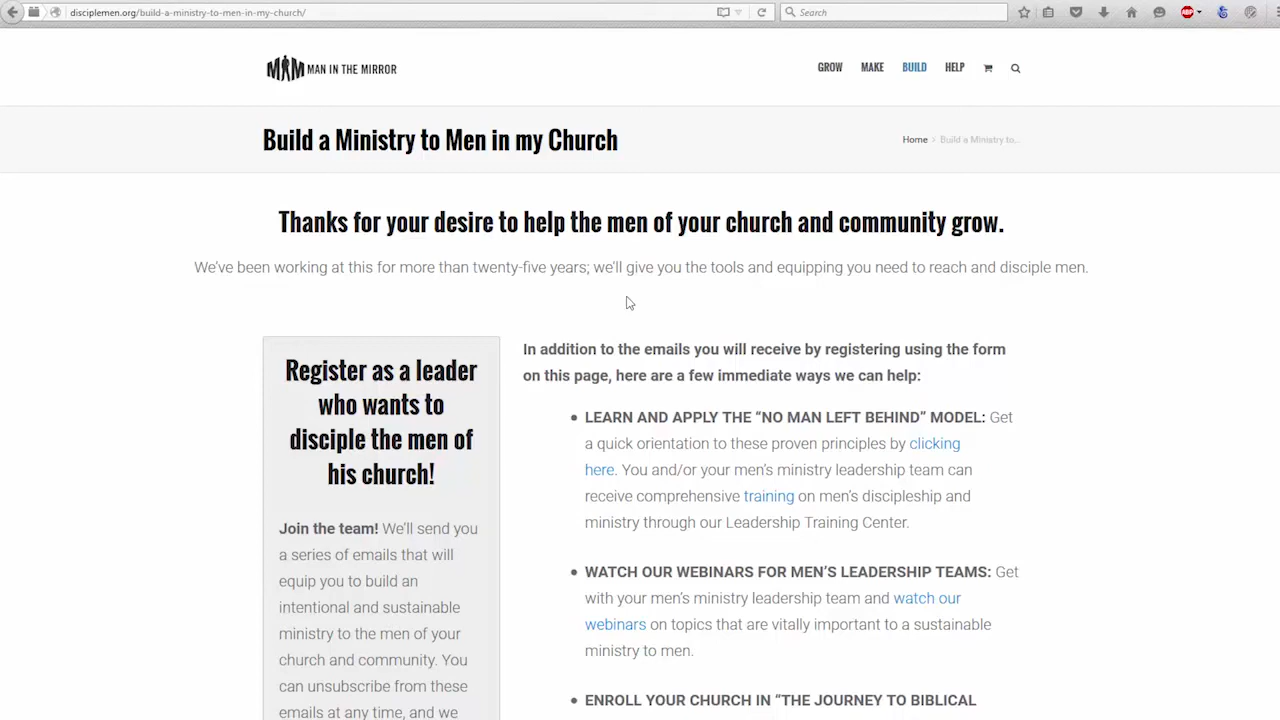 disciplemen.org/build-a-ministry-to-men-in-my-church/
Search
ABP
MAN IN THE MIRROR
GROW MAKE BUILD HELP
Build a Ministry to Men in my Church
Home › Build a Ministry to...
Thanks for your desire to help the men of your church and community grow.
We've been working at this for more than twenty-five years; we'll give you the tools and equipping you need to reach and disciple men.
Register as a leader
who wants to
disciple the men of
his church!
Join the team! We'll send you
a series of emails that will
equip you to build an
intentional and sustainable
ministry to the men of your
church and community. You
can unsubscribe from these
emails at any time, and we
In addition to the emails you will receive by registering using the form
on this page, here are a few immediate ways we can help:
• LEARN AND APPLY THE “NO MAN LEFT BEHIND” MODEL: Get
a quick orientation to these proven principles by clicking
here. You and/or your men's ministry leadership team can
receive comprehensive training on men's discipleship and
ministry through our Leadership Training Center.
• WATCH OUR WEBINARS FOR MEN'S LEADERSHIP TEAMS: Get
with your men's ministry leadership team and watch our
webinars on topics that are vitally important to a sustainable
ministry to men.
• ENROLL YOUR CHURCH IN “THE JOURNEY TO BIBLICAL